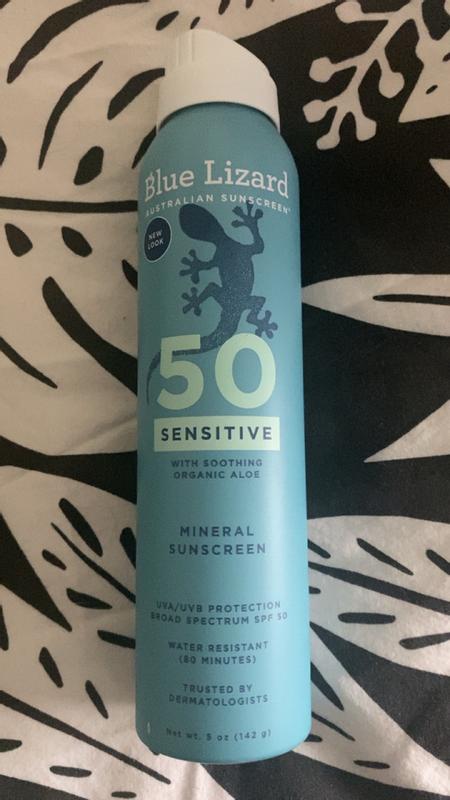 Blue Lizard
AUSTRALIAN SUNSCREEN
NEW
LOOK
50
SENSITIVE
WITH SOOTHING
ORGANIC ALOE
MINERAL
SUNSCREEN
UVA/UVB PROTECTION
BROAD SPECTRUM SPF 50
WATER RESISTANT
(80 MINUTES)
TRUSTED BY
DERMATOLOGISTS
Net wt. 5 oz (142 g)